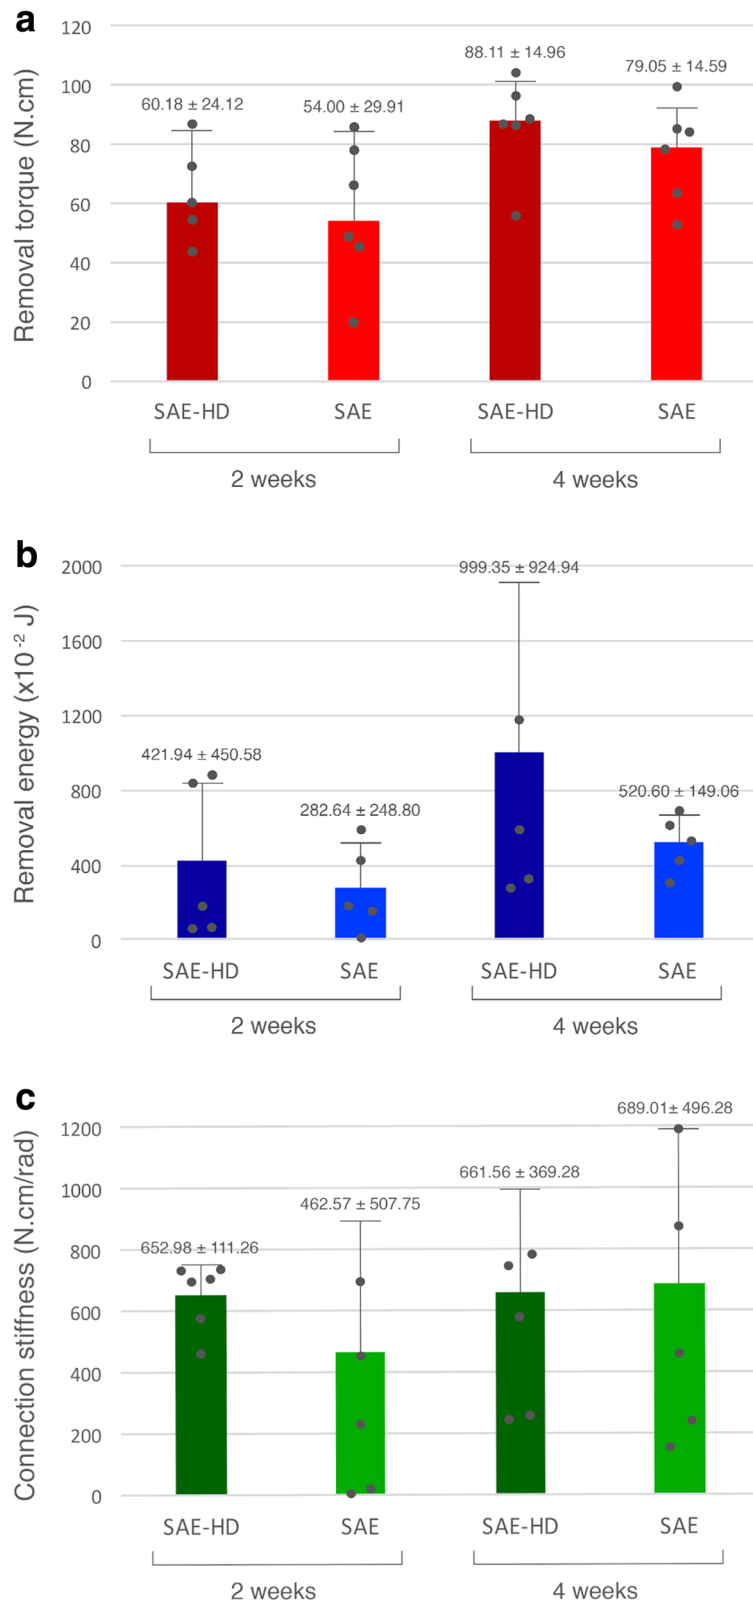 a
Removal torque (N.cm)
120
100
80
60
40
20
0
60.18 ± 24.12
54.00 ± 29.91
88.11 ± 14.96
79.05 ± 14.59
SAE-HD
SAE
SAE-HD
SAE
2 weeks
4 weeks
b
Removal energy (x10⁻² J)
2000
1600
1200
800
400
0
421.94 ± 450.58
282.64 ± 248.80
999.35 ± 924.94
520.60 ± 149.06
SAE-HD
SAE
SAE-HD
SAE
2 weeks
4 weeks
c
Connection stiffness (N.cm/rad)
1200
1000
800
600
400
200
0
652.98 ± 111.26
462.57 ± 507.75
661.56 ± 369.28
689.01± 496.28
SAE-HD
SAE
SAE-HD
SAE
2 weeks
4 weeks